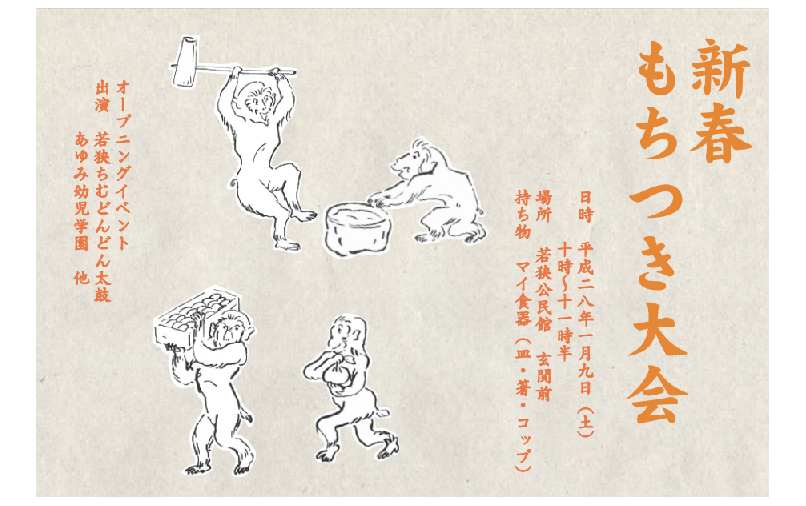 新春
もちつき大会
日時　平成二八年一月九日（土）
十時～十一時半
場所　若狭公民館　玄関前
持ち物　マイ食器（皿・箸・コップ）
オープニングイベント
出演　若狭ちむどんどん太鼓
あゆみ幼児学園　他